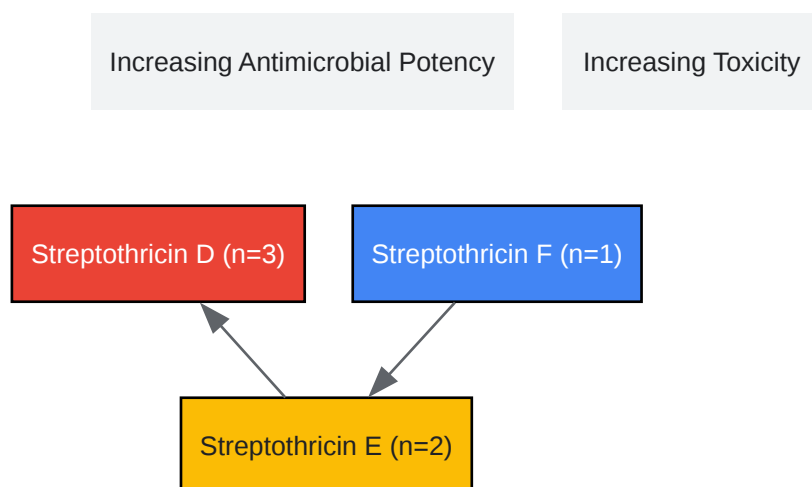 Increasing Antimicrobial Potency
Increasing Toxicity
Streptothricin D (n=3)
Streptothricin F (n=1)
Streptothricin E (n=2)